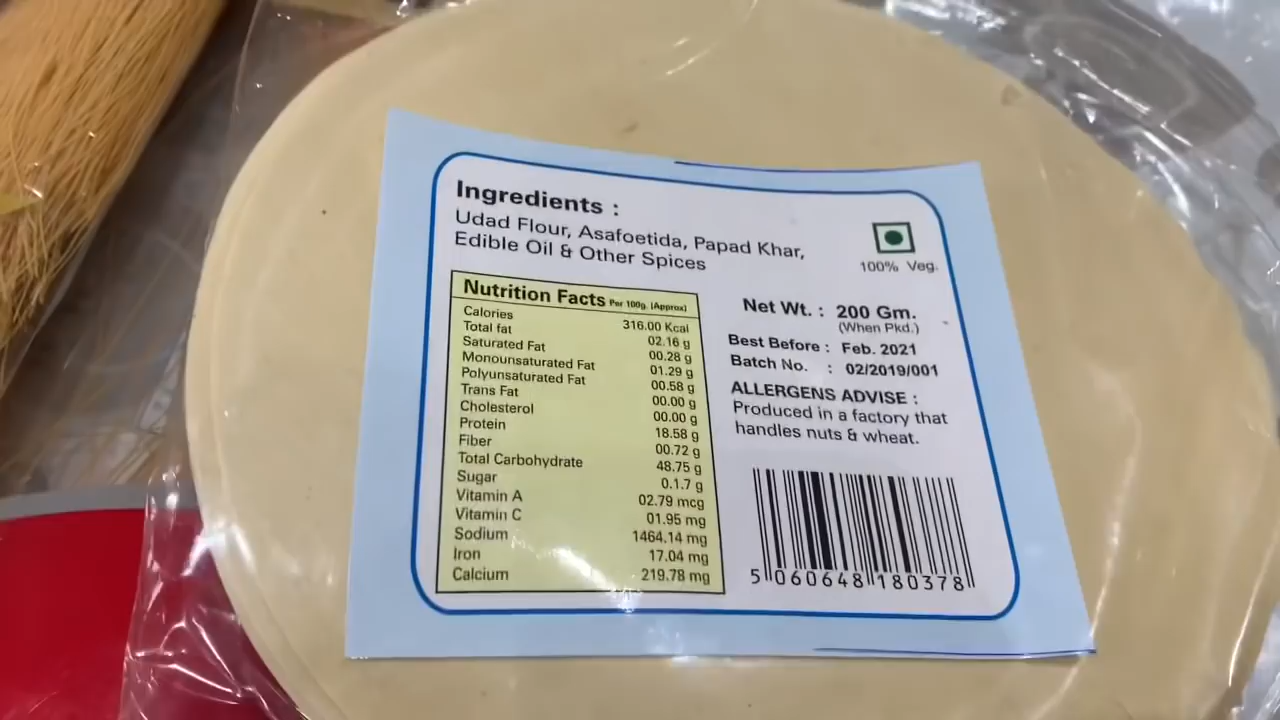 Ingredients :
Udad Flour, Asafoetida, Papad Khar,
Edible Oil & Other Spices
100% Veg.
Nutrition Facts Per 100g. (Approx)
Calories 316.00 Kcal
Total fat 02.16 g
Saturated Fat 00.28 g
Monounsaturated Fat 01.29 g
Polyunsaturated Fat 00.58 g
Trans Fat 00.00 g
Cholesterol 00.00 g
Protein 18.58 g
Fiber 00.72 g
Total Carbohydrate 48.75 g
Sugar 0.1.7 g
Vitamin A 02.79 mcg
Vitamin C 01.95 mg
Sodium 1464.14 mg
Iron 17.04 mg
Calcium 219.78 mg
Net Wt. : 200 Gm.
(When Pkd.)
Best Before : Feb. 2021
Batch No. : 02/2019/001
ALLERGENS ADVISE :
Produced in a factory that
handles nuts & wheat.
5 060648 180378